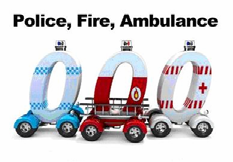 Police, Fire, Ambulance
000